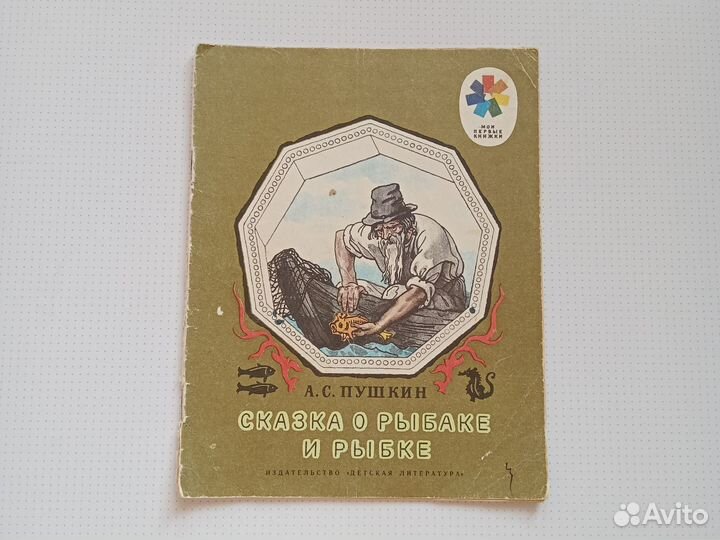 МОИ
ПЕРВЫЕ
КНИЖКИ
А.С. ПУШКИН
СКАЗКА О РЫБАКЕ
И РЫБКЕ
ИЗДАТЕЛЬСТВО «ДЕТСКАЯ ЛИТЕРАТУРА»
Avito